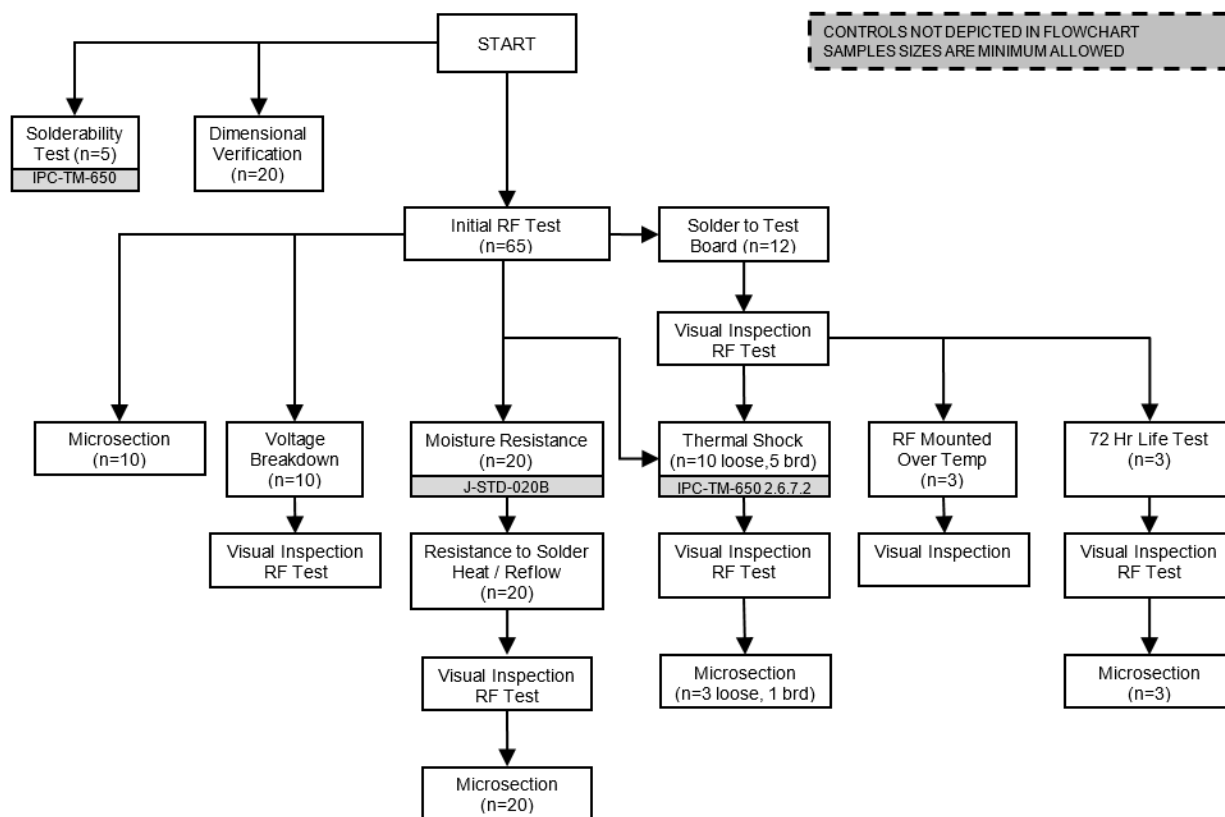 START
CONTROLS NOT DEPICTED IN FLOWCHART
SAMPLES SIZES ARE MINIMUM ALLOWED
Solderability
Test (n=5)
IPC-TM-650
Dimensional
Verification
(n=20)
Initial RF Test
(n=65)
Solder to Test
Board (n=12)
Visual Inspection
RF Test
Microsection
(n=10)
Voltage
Breakdown
(n=10)
Moisture Resistance
(n=20)
J-STD-020B
Thermal Shock
(n=10 loose,5 brd)
IPC-TM-650 2.6.7.2
RF Mounted
Over Temp
(n=3)
72 Hr Life Test
(n=3)
Visual Inspection
RF Test
Resistance to Solder
Heat / Reflow
(n=20)
Visual Inspection
RF Test
Visual Inspection
Visual Inspection
RF Test
Visual Inspection
RF Test
Microsection
(n=3 loose, 1 brd)
Microsection
(n=3)
Microsection
(n=20)